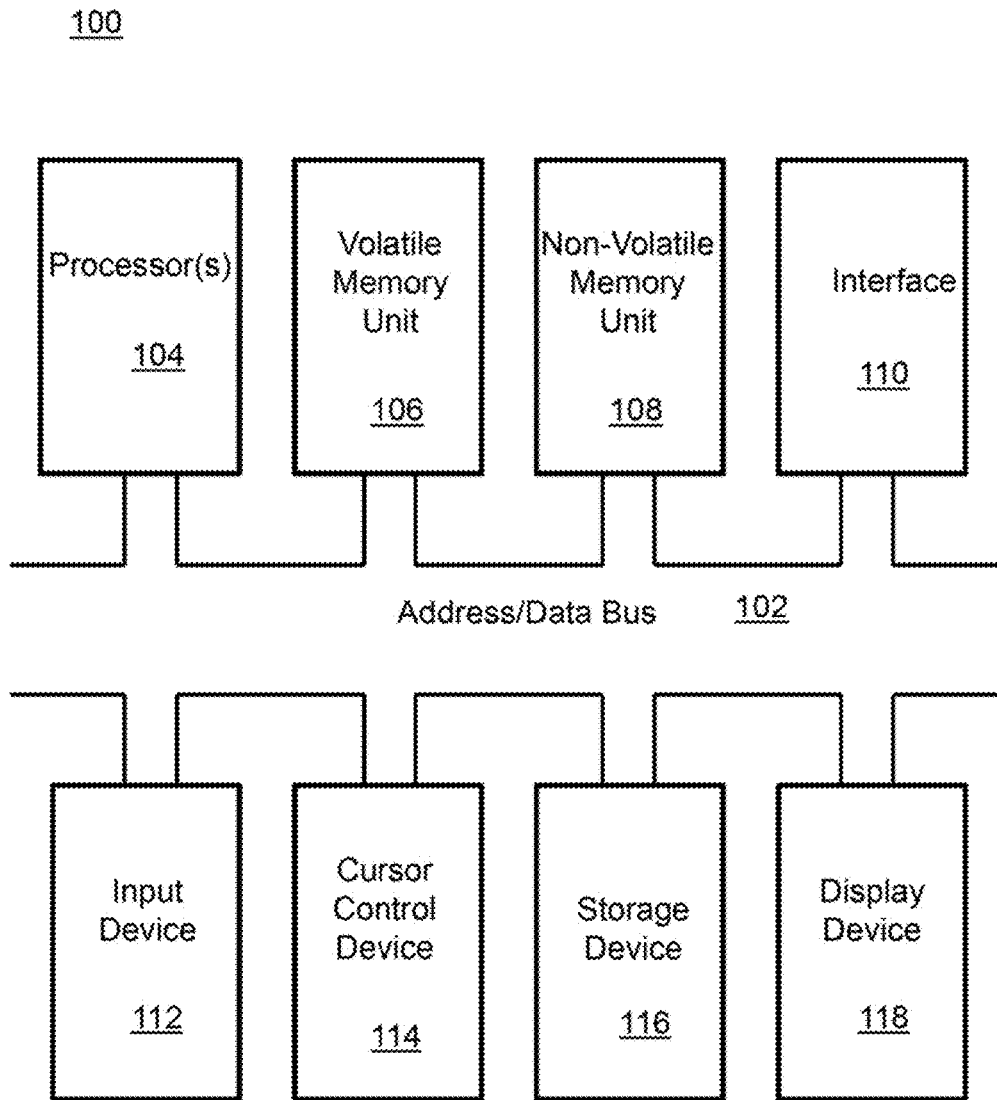 100
Processor(s)
104
Volatile
Memory
Unit
106
Non-Volatile
Memory
Unit
108
Interface
110
Address/Data Bus 102
Input
Device
112
Cursor
Control
Device
114
Storage
Device
116
Display
Device
118